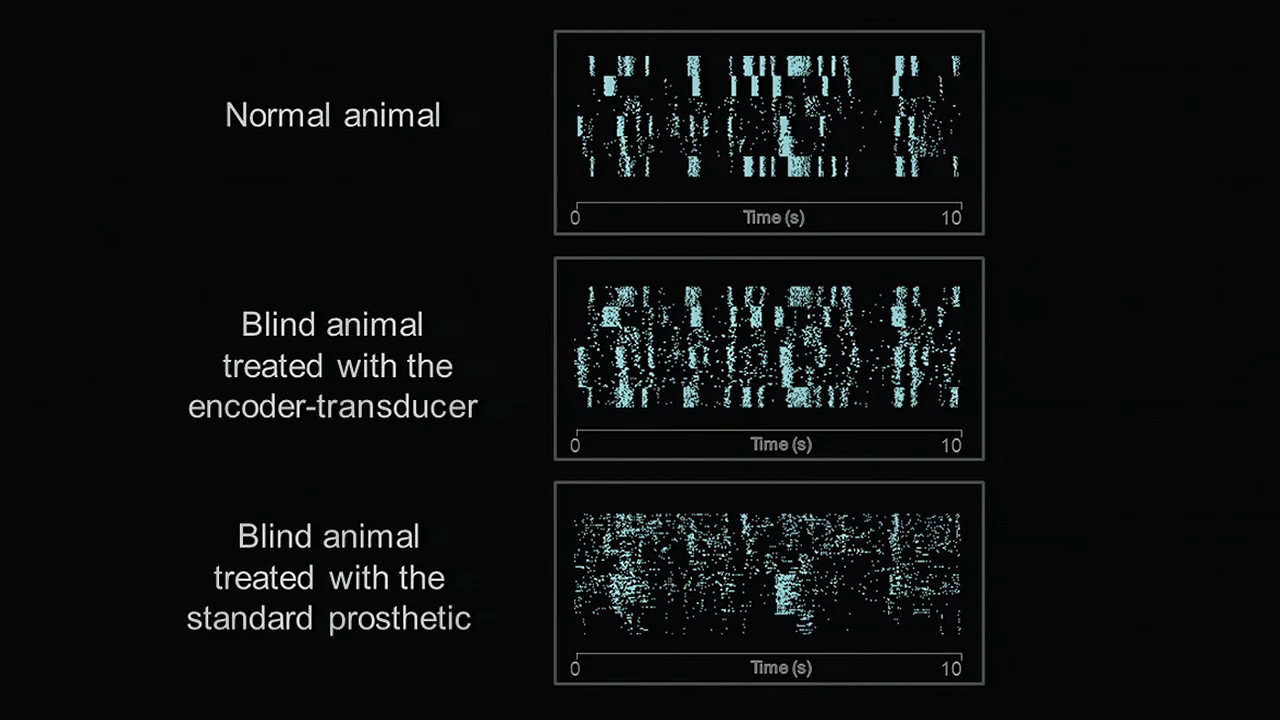 Normal animal
0 Time (s) 10
Blind animal
treated with the
encoder-transducer
0 Time (s) 10
Blind animal
treated with the
standard prosthetic
0 Time (s) 10